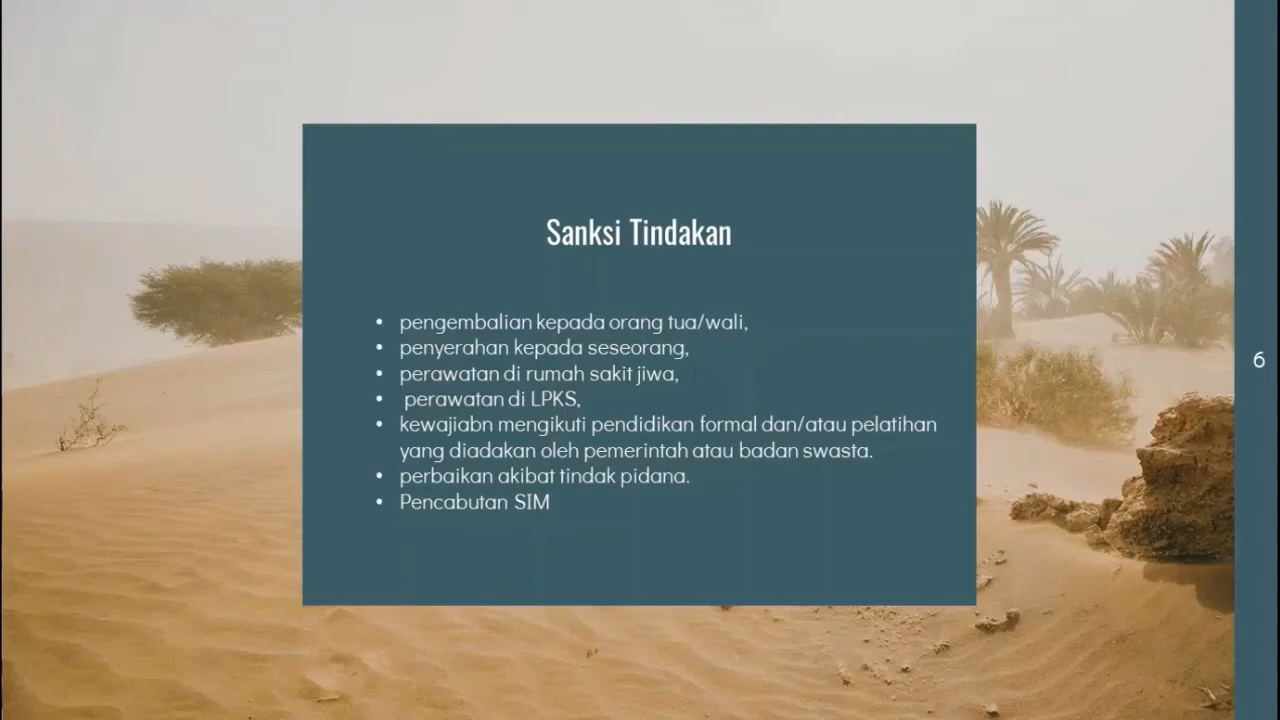 Sanksi Tindakan
• pengembalian kepada orang tua/wali,
• penyerahan kepada seseorang,
• perawatan di rumah sakit jiwa,
• perawatan di LPKS,
• kewajiabn mengikuti pendidikan formal dan/atau pelatihan
yang diadakan oleh pemerintah atau badan swasta.
• perbaikan akibat tindak pidana.
• Pencabutan SIM
6